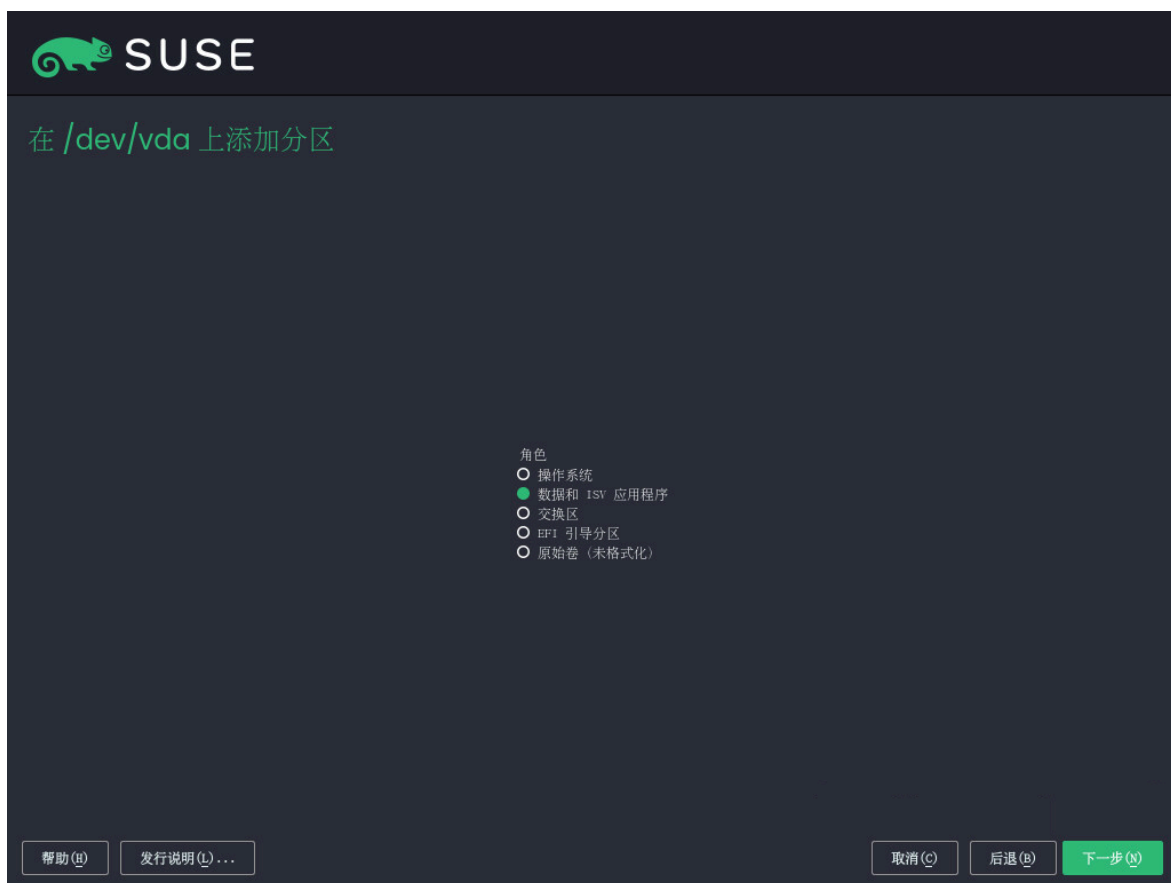 SUSE
在 /dev/vda 上添加分区
角色
操作系统
数据和 ISV 应用程序
交换区
EFI 引导分区
原始卷（未格式化）
帮助(H) 发行说明(L)... 取消(C) 后退(B) 下一步(N)